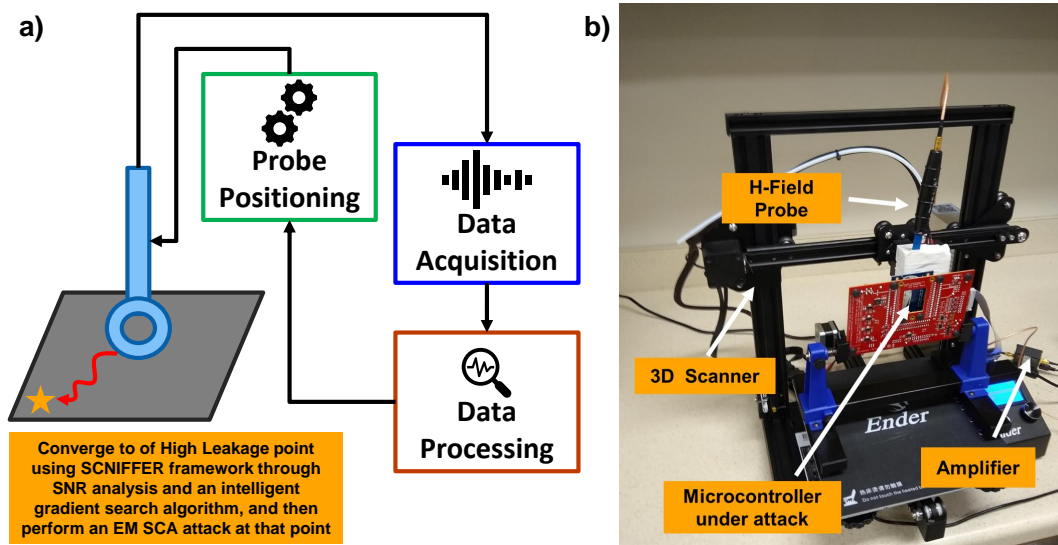 a)
Probe
Positioning
Data
Acquisition
Data
Processing
Converge to of High Leakage point
using SCNIFFER framework through
SNR analysis and an intelligent
gradient search algorithm, and then
perform an EM SCA attack at that point
b)
H-Field
Probe
3D Scanner
Ender
Microcontroller
under attack
Amplifier